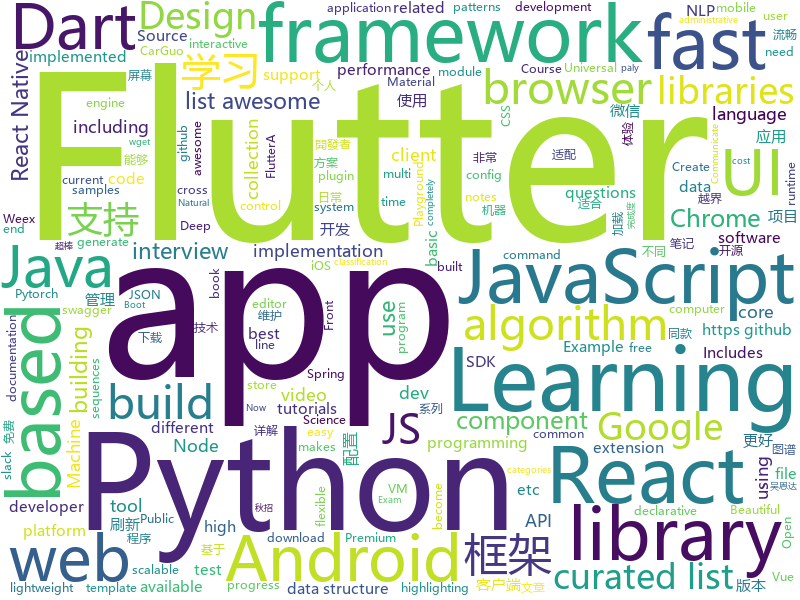 Dart
Design
framework
fast
Flutter
application
related
patterns
development
NLP
mobile
administrative
user
流畅
Source
CarGuo
interactive
implemented
屏幕
学习
support
个人
performance
Material
module
Course
Universal
paly
need
React Native
engine
list awesome
使用
browser
libraries
微信
体验
language
including
github
awesome
collection
FlutterA
開發者
方案
plugin
日常
非常
client
config
multi
机器
CSS
适配
Communicate
应用
runtime
wget
能够
current
code
cross
samples
Weex
end
Natural
Deep
control
time
Playground
notes
Create
cost
适合
questions
data
越界
UI
支持
system
completely
加载
完成度
Chrome
项目
超棒
generate
interview
implementation
开发
basic
笔记
不同
开源
software
Java
app
JavaScript
Pytorch
管理
JSON
Boot
swagger
iOS
classification
built
command
core
https github
based
building
Machine
book
editor
维护
best
line
program
algorithm
Example
free
computer
同款
documentation
下载
技术
Front
use
SDK
Includes
Learning
build
video
store
Spring
dev
系列
sequences
tutorials
Science
easy
common
JS
component
Google
免费
slack
different
Now
详解
makes
Node
配置
programming
更好
图谱
吴恩达
Python
React
developer
tool
etc
extension
using
file
platform
刷新
Public
程序
基于
high
test
flexible
VM
Exam
API
become
categories
VM
declarative
Beautiful
Open
Vue
web
Android
框架
library
lightweight
template
available
scalable
秋招
download
data structure
progress
Premium
highlighting
客户端
文章
curated list
版本